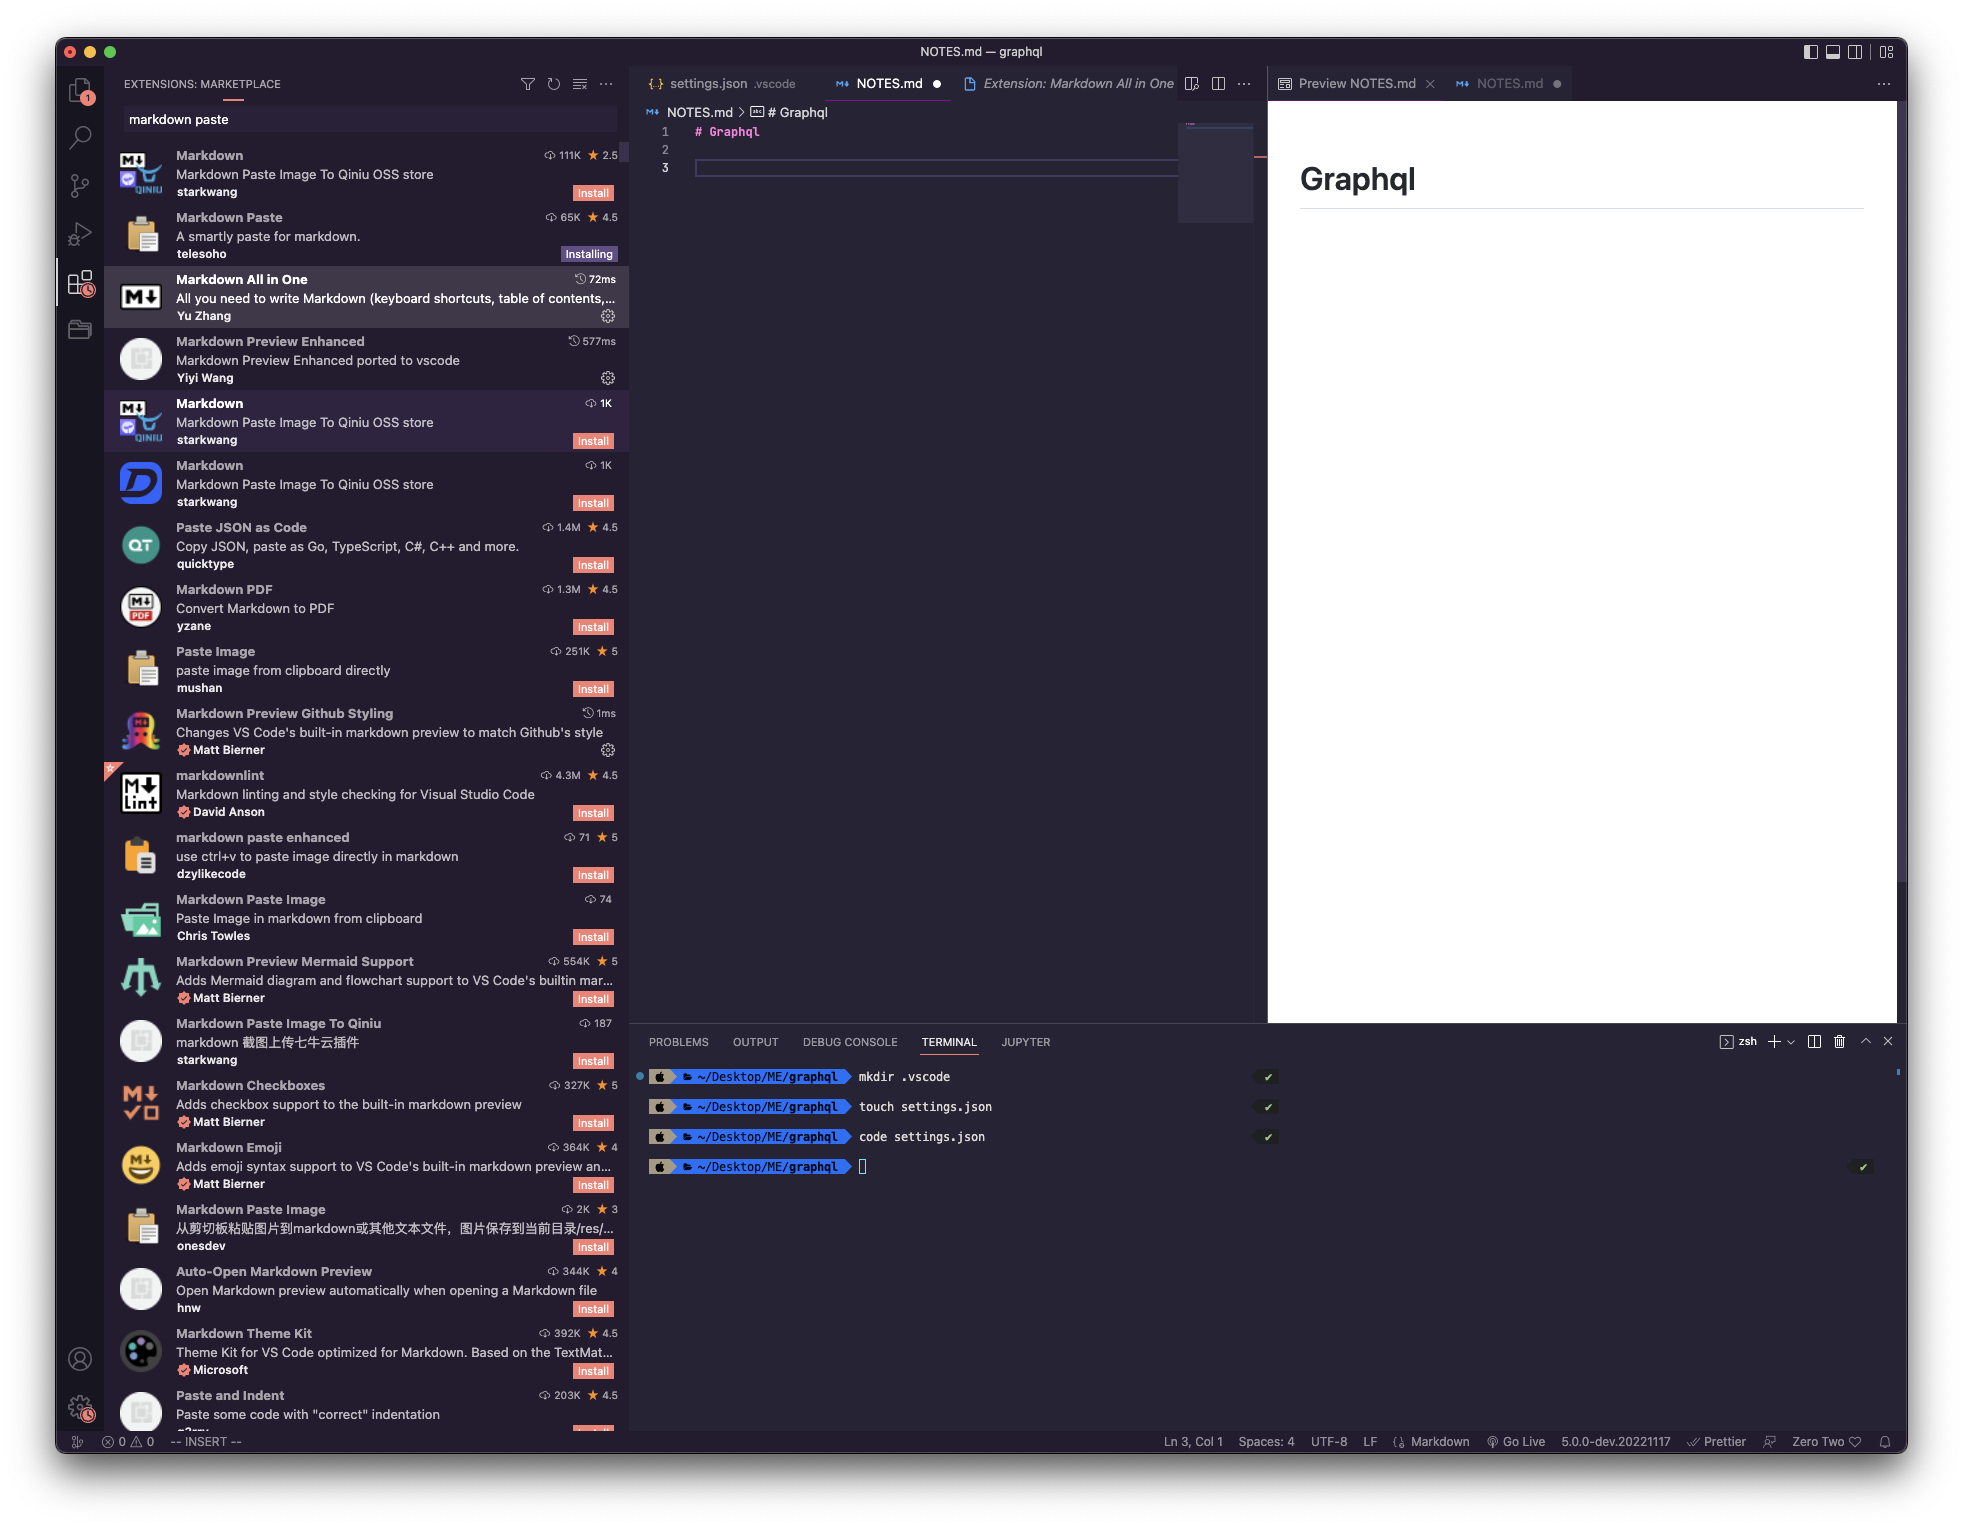 NOTES.md — graphql
EXTENSIONS: MARKETPLACE
markdown paste
Markdown 111K ★ 2.5
Markdown Paste Image To Qiniu OSS store
starkwang Install
Markdown Paste 65K ★ 4.5
A smartly paste for markdown.
telesoho Installing
Markdown All in One 72ms
All you need to write Markdown (keyboard shortcuts, table of contents,...
Yu Zhang
Markdown Preview Enhanced 577ms
Markdown Preview Enhanced ported to vscode
Yiyi Wang
Markdown 1K
Markdown Paste Image To Qiniu OSS store
starkwang Install
Markdown 1K
Markdown Paste Image To Qiniu OSS store
starkwang Install
Paste JSON as Code 1.4M ★ 4.5
Copy JSON, paste as Go, TypeScript, C#, C++ and more.
quicktype Install
Markdown PDF 1.3M ★ 4.5
Convert Markdown to PDF
yzane Install
Paste Image 251K ★ 5
paste image from clipboard directly
mushan Install
Markdown Preview Github Styling 1ms
Changes VS Code's built-in markdown preview to match Github's style
Matt Bierner
markdownlint 4.3M ★ 4.5
Markdown linting and style checking for Visual Studio Code
David Anson Install
markdown paste enhanced 71 ★ 5
use ctrl+v to paste image directly in markdown
dzylikecode Install
Markdown Paste Image 74
Paste Image in markdown from clipboard
Chris Towles Install
Markdown Preview Mermaid Support 554K ★ 5
Adds Mermaid diagram and flowchart support to VS Code's builtin mar...
Matt Bierner Install
Markdown Paste Image To Qiniu 187
markdown 截图上传七牛云插件
starkwang Install
Markdown Checkboxes 327K ★ 5
Adds checkbox support to the built-in markdown preview
Matt Bierner Install
Markdown Emoji 364K ★ 4
Adds emoji syntax support to VS Code's built-in markdown preview an...
Matt Bierner Install
Markdown Paste Image 2K ★ 3
从剪切板粘贴图片到markdown或其他文本文件，图片保存到当前目录/res/...
onesdev Install
Auto-Open Markdown Preview 344K ★ 4
Open Markdown preview automatically when opening a Markdown file
hnw Install
Markdown Theme Kit 392K ★ 4.5
Theme Kit for VS Code optimized for Markdown. Based on the TextMat...
Microsoft Install
Paste and Indent 203K ★ 4.5
Paste some code with "correct" indentation
settings.json .vscode NOTES.md Extension: Markdown All in One
NOTES.md > # Graphql
1 # Graphql
2
3
Preview NOTES.md NOTES.md
Graphql
PROBLEMS OUTPUT DEBUG CONSOLE TERMINAL JUPYTER zsh
~/Desktop/ME/graphql mkdir .vscode ✔
~/Desktop/ME/graphql touch settings.json ✔
~/Desktop/ME/graphql code settings.json ✔
~/Desktop/ME/graphql ✔
0 0 -- INSERT -- Ln 3, Col 1 Spaces: 4 UTF-8 LF Markdown Go Live 5.0.0-dev.20221117 Prettier Zero Two